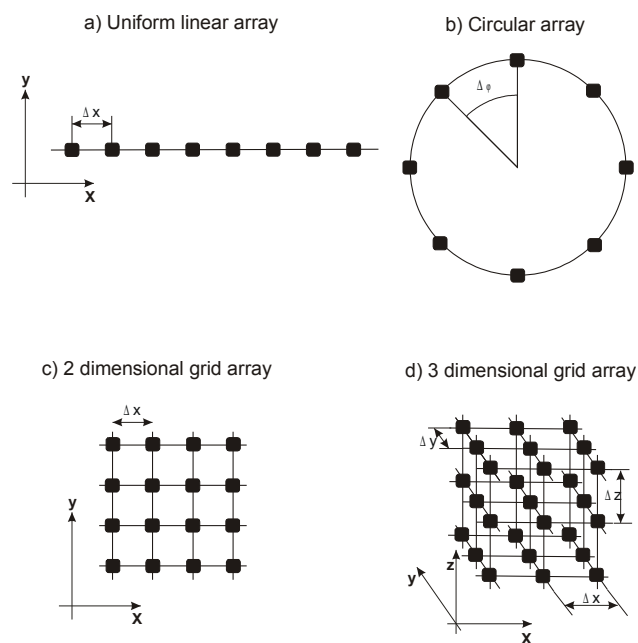 a) Uniform linear array
b) Circular array
y
Δ x
x
Δ φ
c) 2 dimensional grid array
d) 3 dimensional grid array
Δ x
y
x
Δ y
Δ z
y
z
Δ x
x